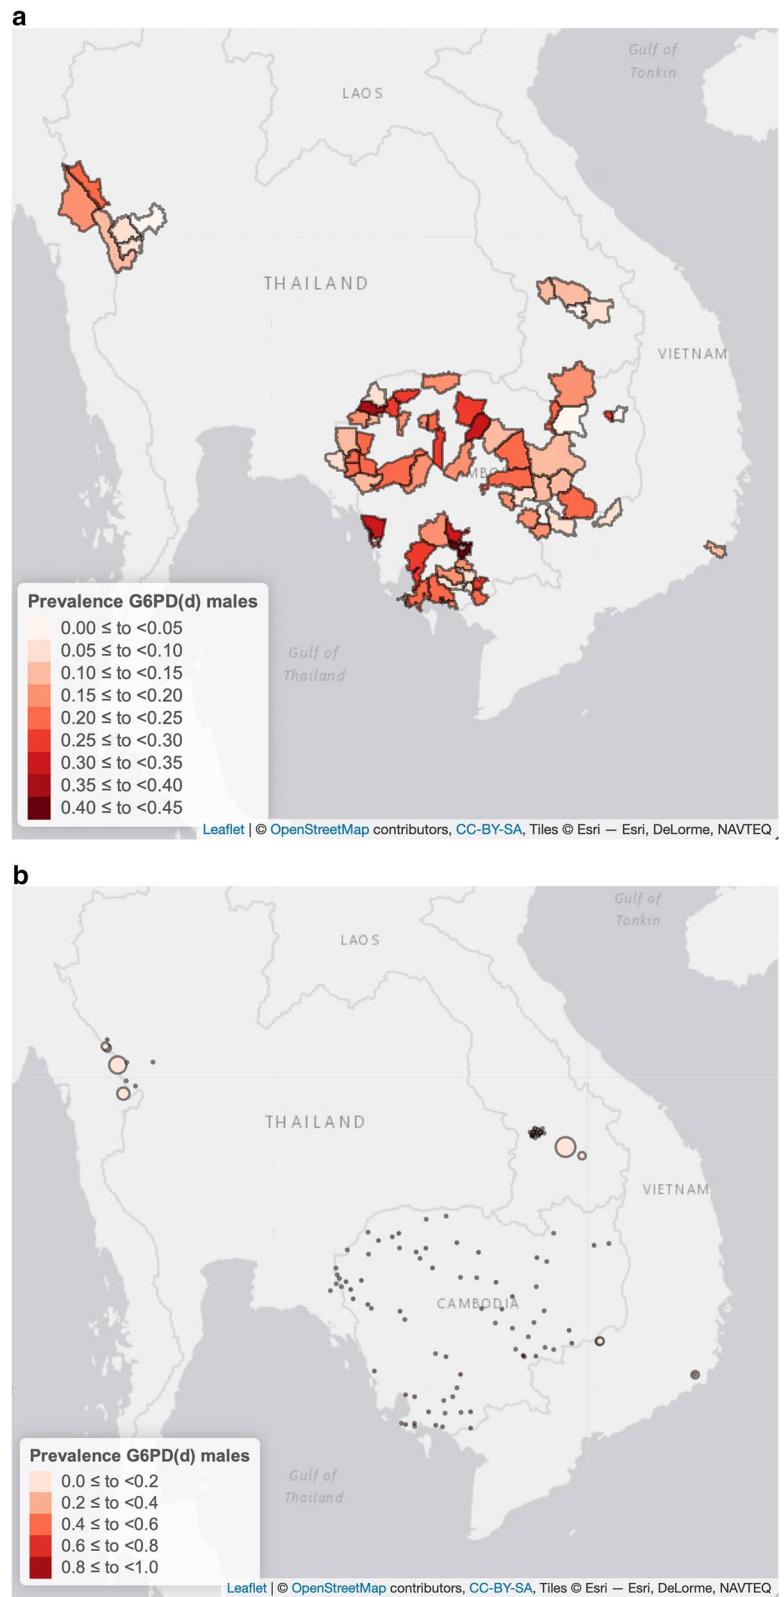 a
Gulf of
Tonkin
LAOS
THAILAND
VIETNAM
MBO
Gulf of
Thailand
Prevalence G6PD(d) males
0.00 ≤ to <0.05
0.05 ≤ to <0.10
0.10 ≤ to <0.15
0.15 ≤ to <0.20
0.20 ≤ to <0.25
0.25 ≤ to <0.30
0.30 ≤ to <0.35
0.35 ≤ to <0.40
0.40 ≤ to <0.45
Leaflet | © OpenStreetMap contributors, CC-BY-SA, Tiles © Esri — Esri, DeLorme, NAVTEQ
b
Gulf of
Tonkin
LAOS
THAILAND
VIETNAM
CAMBODIA
Gulf of
Thailand
Prevalence G6PD(d) males
0.0 ≤ to <0.2
0.2 ≤ to <0.4
0.4 ≤ to <0.6
0.6 ≤ to <0.8
0.8 ≤ to <1.0
Leaflet | © OpenStreetMap contributors, CC-BY-SA, Tiles © Esri — Esri, DeLorme, NAVTEQ